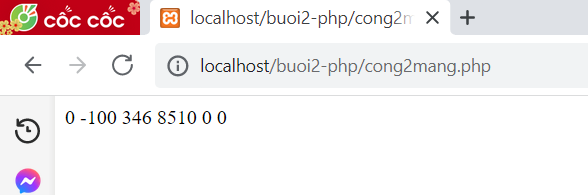 cốc cốc
localhost/buoi2-php/cong2m
localhost/buoi2-php/cong2mang.php
0 -100 346 8510 0 0